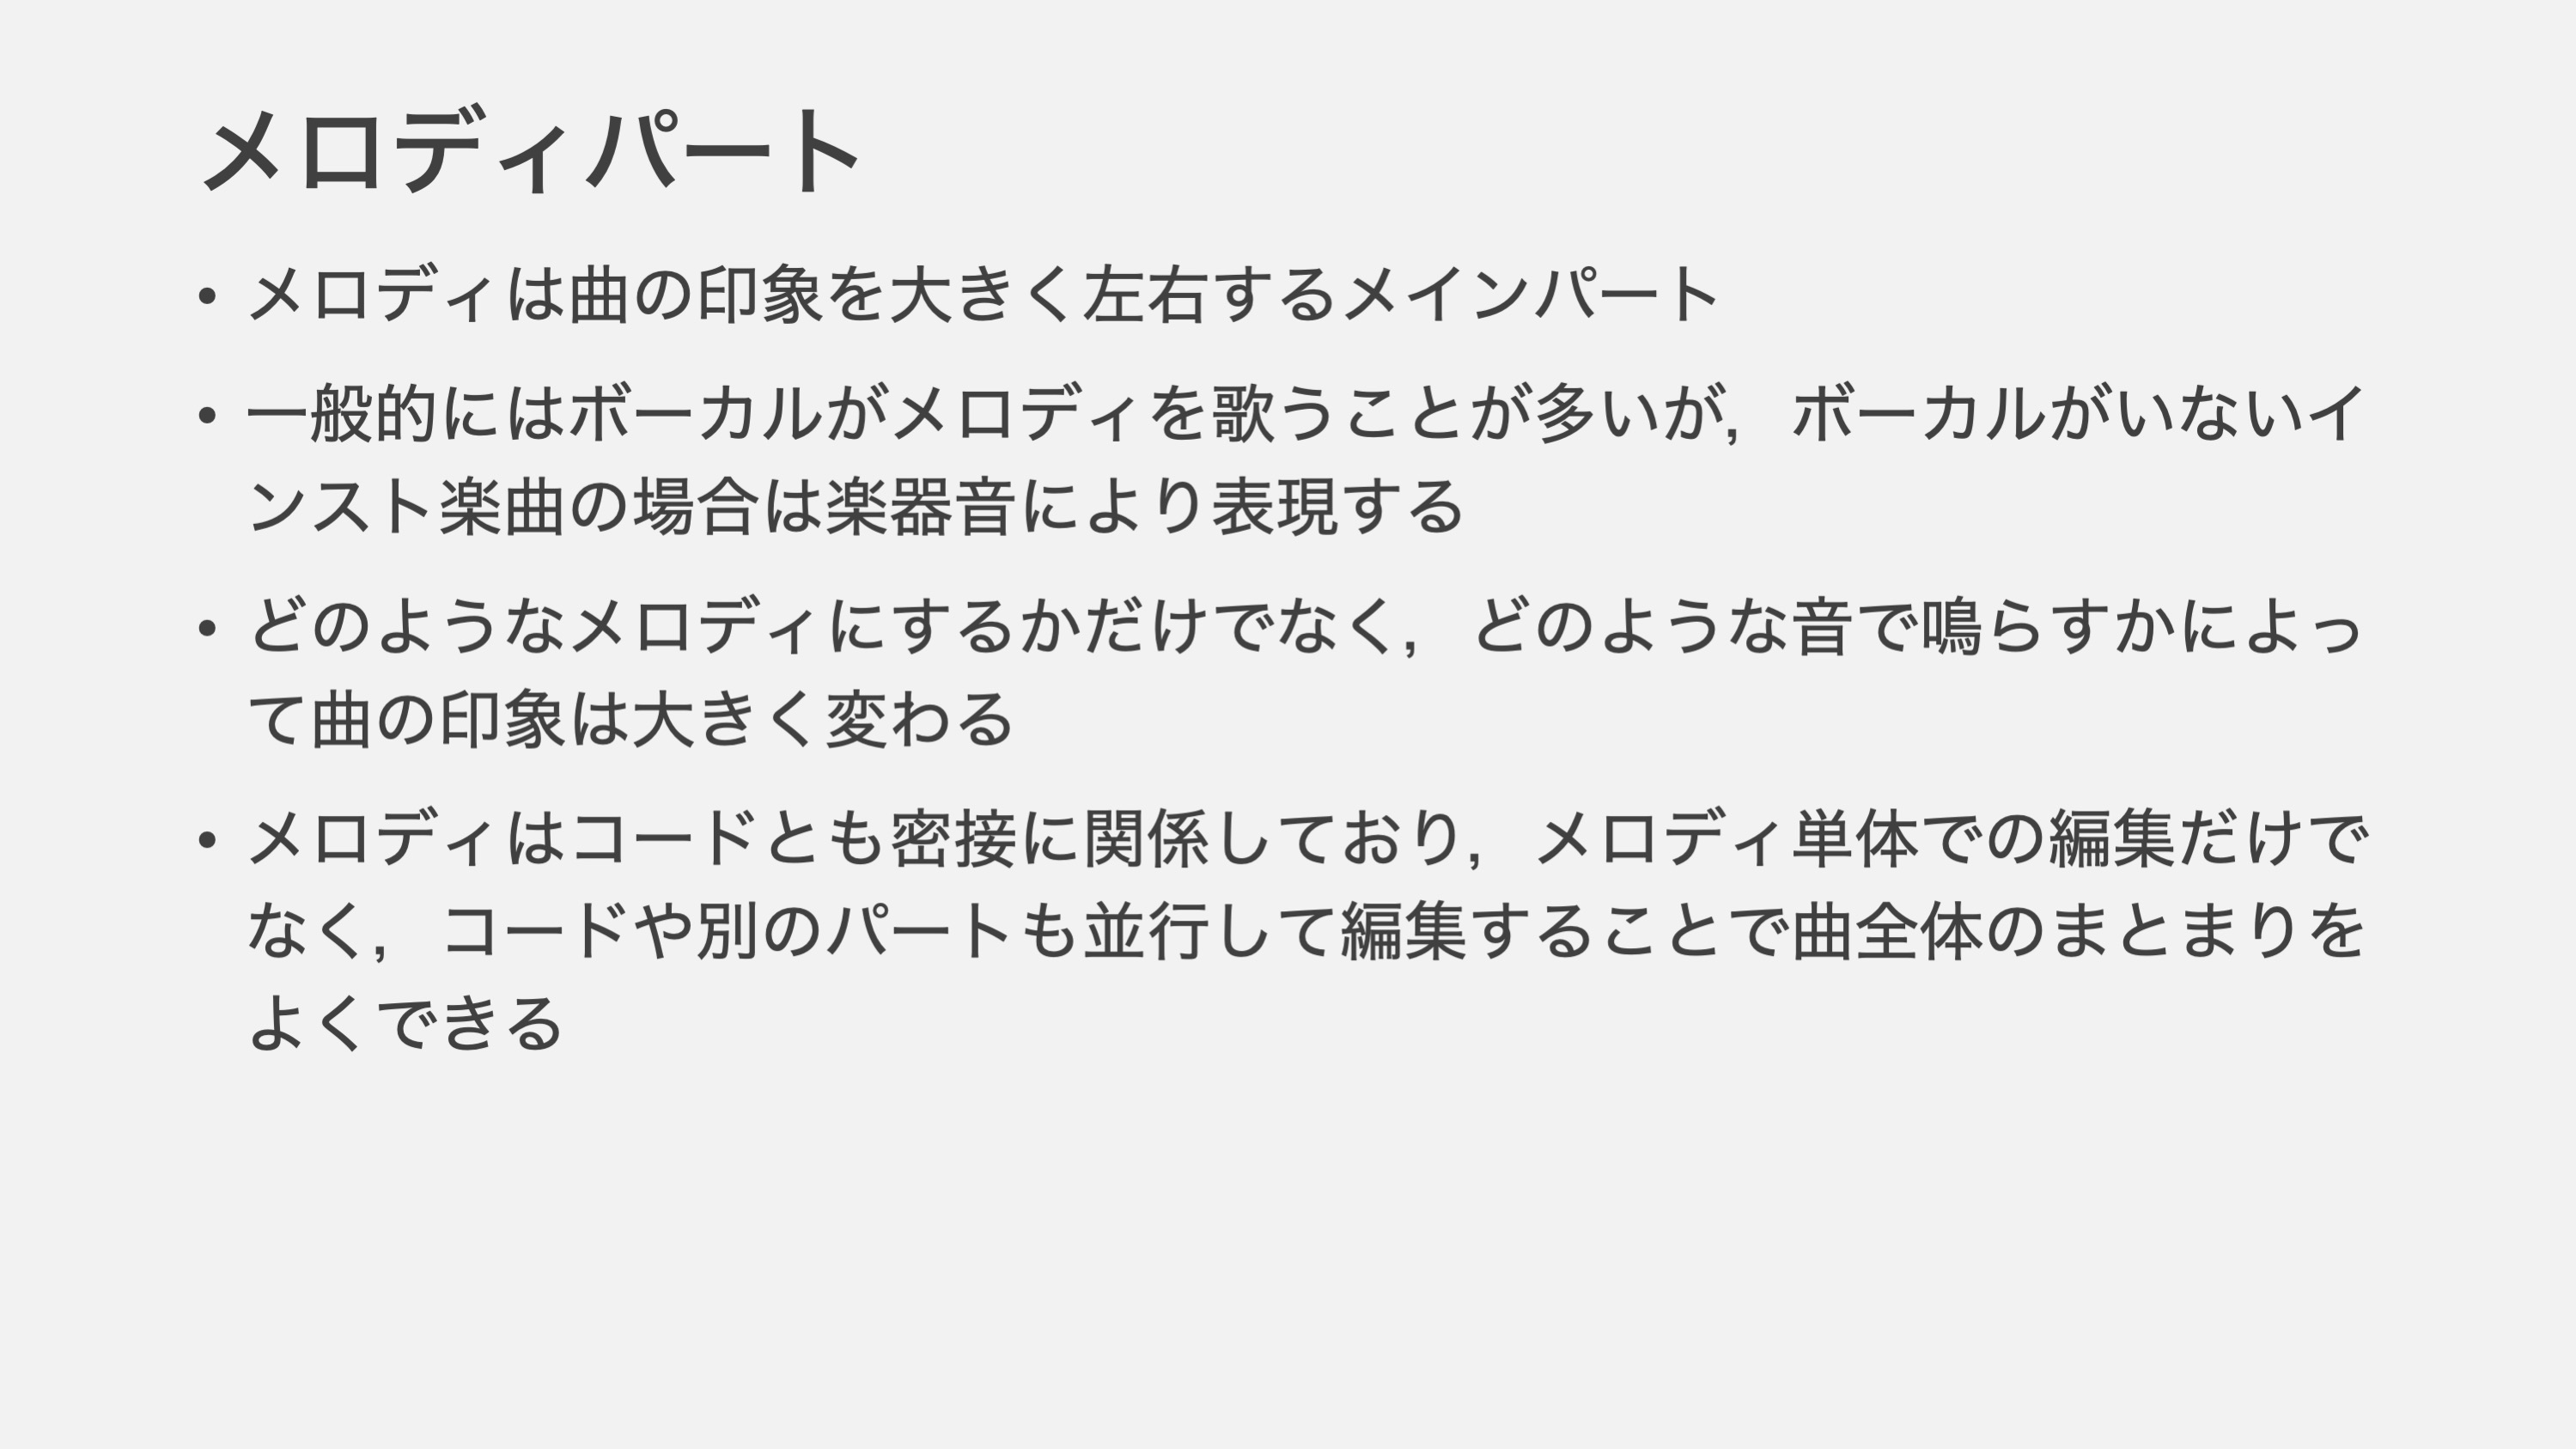 メロディパート
• メロディは曲の印象を大きく左右するメインパート
• 一般的にはボーカルがメロディを歌うことが多いが，ボーカルがいないイ
ンスト楽曲の場合は楽器音により表現する
• どのようなメロディにするかだけでなく，どのような音で鳴らすかによっ
て曲の印象は大きく変わる
• メロディはコードとも密接に関係しており，メロディ単体での編集だけで
なく，コードや別のパートも並行して編集することで曲全体のまとまりを
よくできる